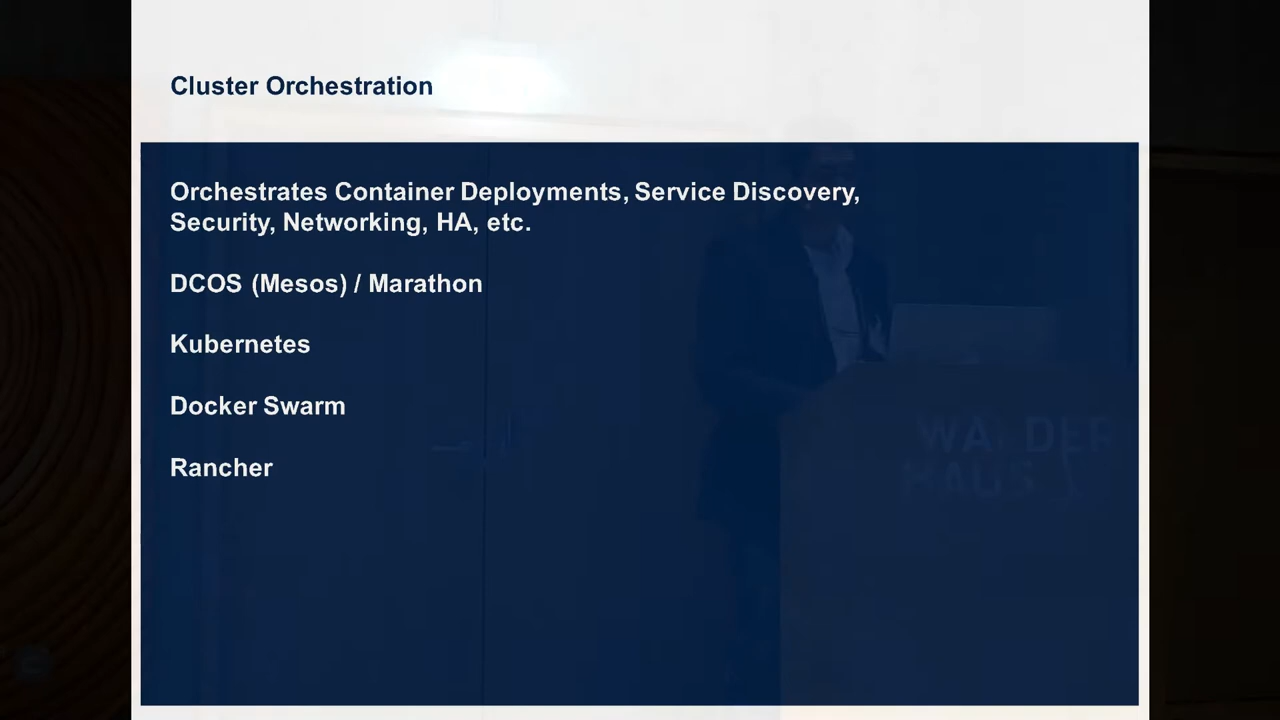 Cluster Orchestration
Orchestrates Container Deployments, Service Discovery,
Security, Networking, HA, etc.
DCOS (Mesos) / Marathon
Kubernetes
Docker Swarm
Rancher